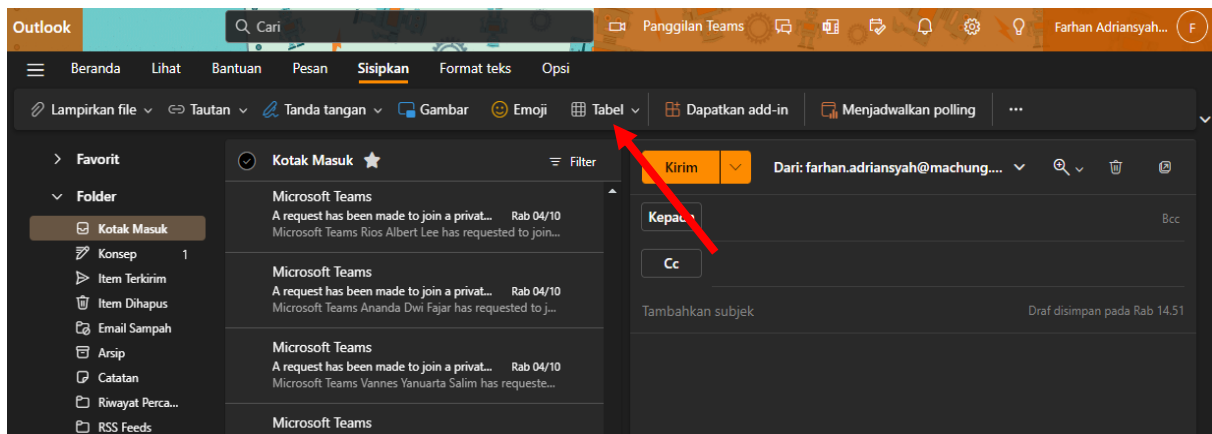 Outlook Cari Panggilan Teams Farhan Adriansyah... F
Beranda Lihat Bantuan Pesan Sisipkan Format teks Opsi
Lampirkan file Tautan Tanda tangan Gambar Emoji Tabel Dapatkan add-in Menjadwalkan polling ...
Favorit
Folder
Kotak Masuk
Konsep 1
Item Terkirim
Item Dihapus
Email Sampah
Arsip
Catatan
Riwayat Perca...
RSS Feeds
Kotak Masuk Filter
Microsoft Teams
A request has been made to join a privat... Rab 04/10
Microsoft Teams Rios Albert Lee has requested to join...
Microsoft Teams
A request has been made to join a privat... Rab 04/10
Microsoft Teams Ananda Dwi Fajar has requested to j...
Microsoft Teams
A request has been made to join a privat... Rab 04/10
Microsoft Teams Vannes Yanuarta Salim has requeste...
Microsoft Teams
Kirim Dari: farhan.adriansyah@machung....
Kepada Bcc
Cc
Tambahkan subjek Draf disimpan pada Rab 14.51